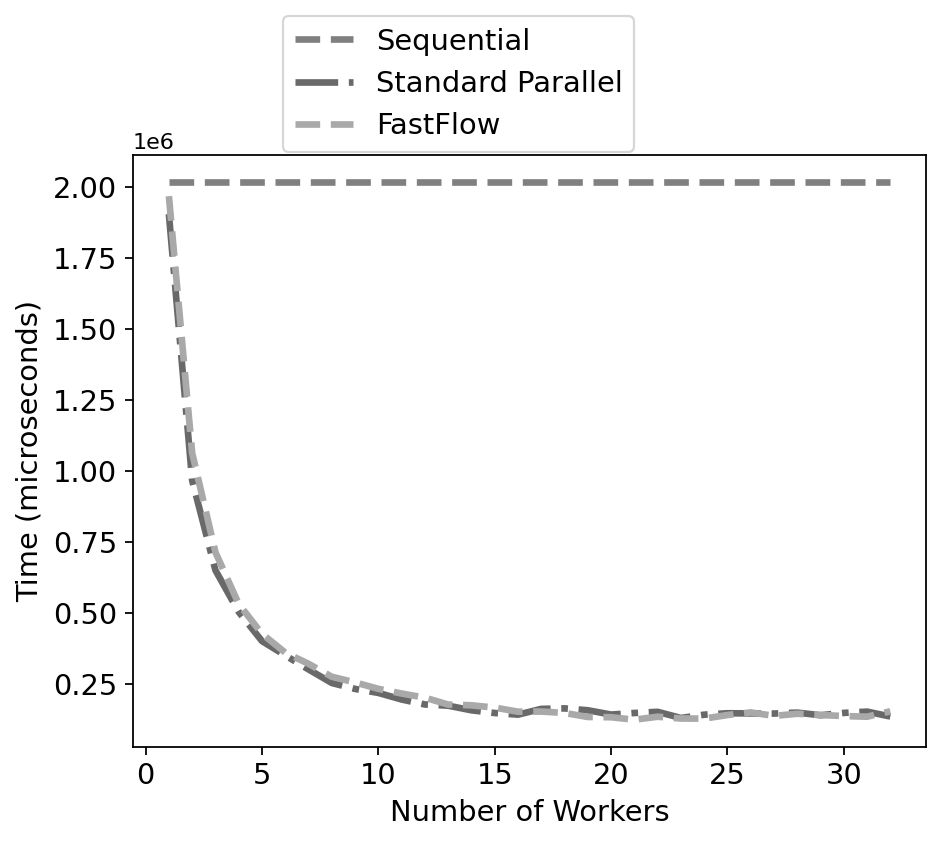 Sequential
Standard Parallel
FastFlow
1e6
2.00
1.75
1.50
1.25
1.00
0.75
0.50
0.25
Time (microseconds)
0 5 10 15 20 25 30
Number of Workers